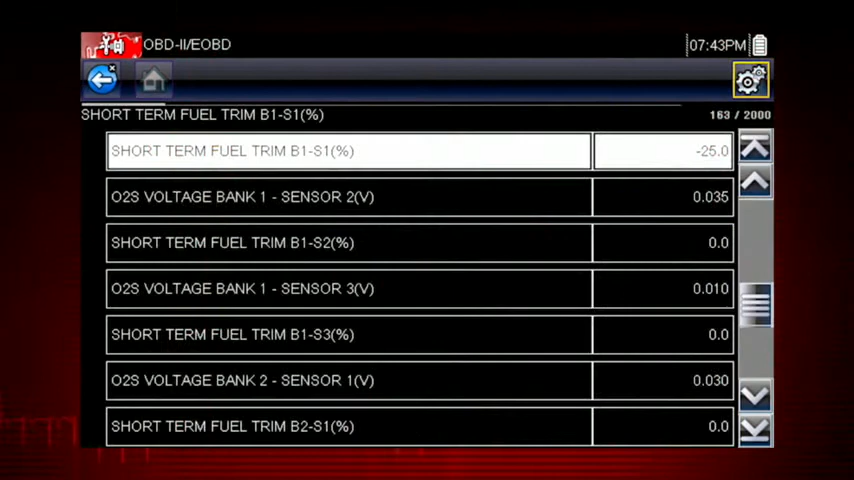 OBD-II/EOBD
07:43PM
SHORT TERM FUEL TRIM B1-S1(%)
163 / 2000
SHORT TERM FUEL TRIM B1-S1(%) -25.0
O2S VOLTAGE BANK 1 - SENSOR 2(V) 0.035
SHORT TERM FUEL TRIM B1-S2(%) 0.0
O2S VOLTAGE BANK 1 - SENSOR 3(V) 0.010
SHORT TERM FUEL TRIM B1-S3(%) 0.0
O2S VOLTAGE BANK 2 - SENSOR 1(V) 0.030
SHORT TERM FUEL TRIM B2-S1(%) 0.0